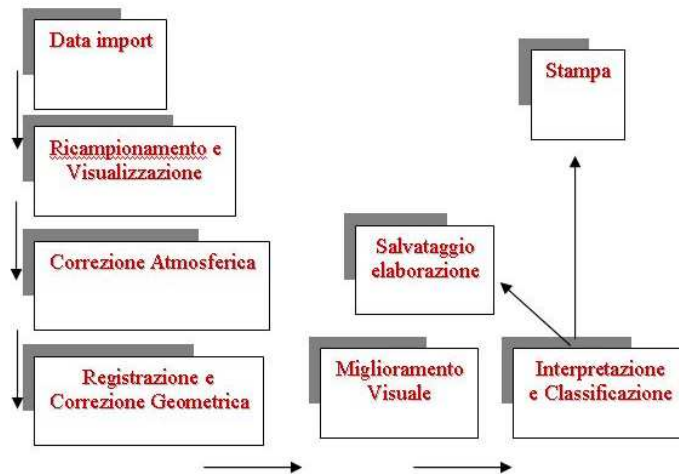 Data import
Ricampionamento e
Visualizzazione
Correzione Atmosferica
Registrazione e
Correzione Geometrica
Miglioramento
Visuale
Interpretazione
e Classificazione
Salvataggio
elaborazione
Stampa